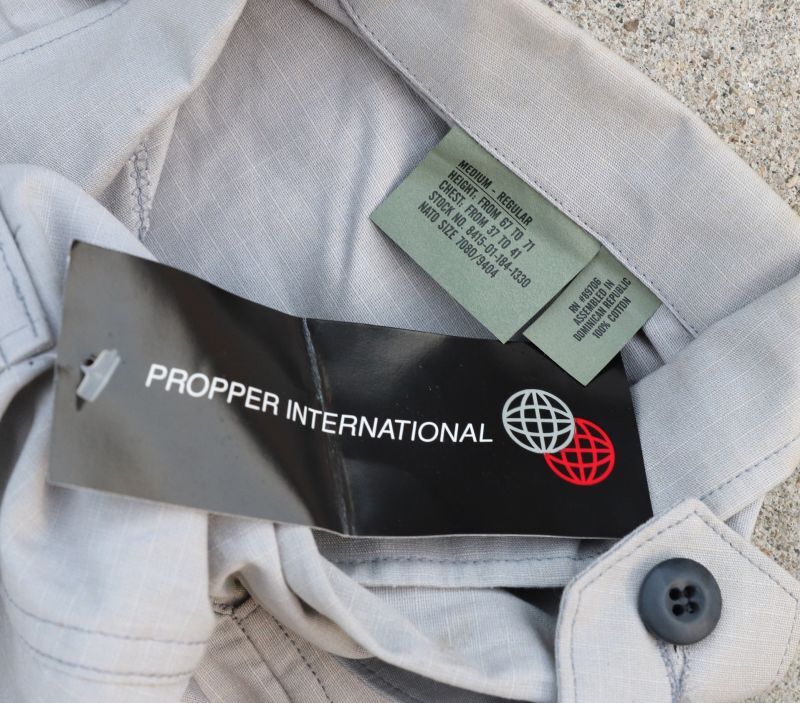 MEDIUM - REGULAR
HEIGHT: FROM 67 TO 71
CHEST: FROM 37 TO 41
STOCK NO. 8415-01-184-1330
NATO SIZE 7080/9404
RN #89706
ASSEMBLED IN
DOMINICAN REPUBLIC
100% COTTON
PROPPER INTERNATIONAL